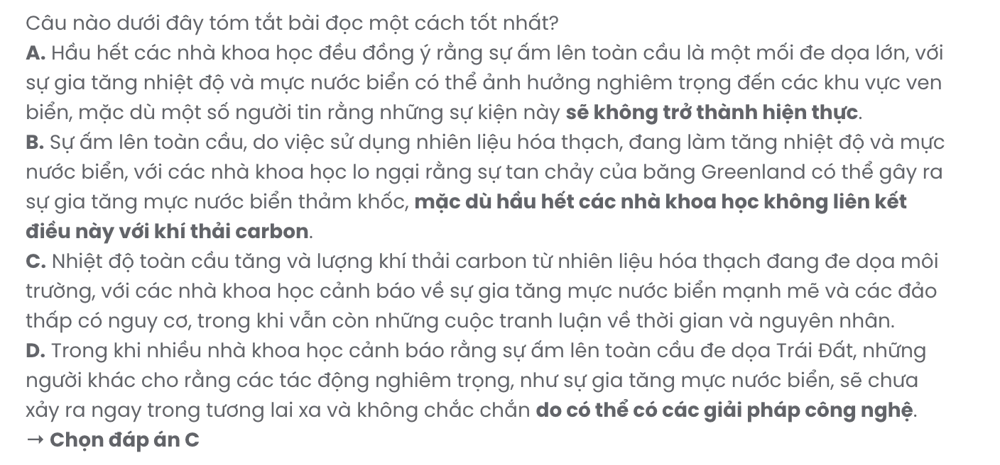 Câu nào dưới đây tóm tắt bài đọc một cách tốt nhất?
A. Hầu hết các nhà khoa học đều đồng ý rằng sự ấm lên toàn cầu là một mối đe dọa lớn, với
sự gia tăng nhiệt độ và mực nước biển có thể ảnh hưởng nghiêm trọng đến các khu vực ven
biển, mặc dù một số người tin rằng những sự kiện này sẽ không trở thành hiện thực.
B. Sự ấm lên toàn cầu, do việc sử dụng nhiên liệu hóa thạch, đang làm tăng nhiệt độ và mực
nước biển, với các nhà khoa học lo ngại rằng sự tan chảy của băng Greenland có thể gây ra
sự gia tăng mực nước biển thảm khốc, mặc dù hầu hết các nhà khoa học không liên kết
điều này với khí thải carbon.
C. Nhiệt độ toàn cầu tăng và lượng khí thải carbon từ nhiên liệu hóa thạch đang đe dọa môi
trường, với các nhà khoa học cảnh báo về sự gia tăng mực nước biển mạnh mẽ và các đảo
thấp có nguy cơ, trong khi vẫn còn những cuộc tranh luận về thời gian và nguyên nhân.
D. Trong khi nhiều nhà khoa học cảnh báo rằng sự ấm lên toàn cầu đe dọa Trái Đất, những
người khác cho rằng các tác động nghiêm trọng, như sự gia tăng mực nước biển, sẽ chưa
xảy ra ngay trong tương lai xa và không chắc chắn do có thể có các giải pháp công nghệ.
→ Chọn đáp án C